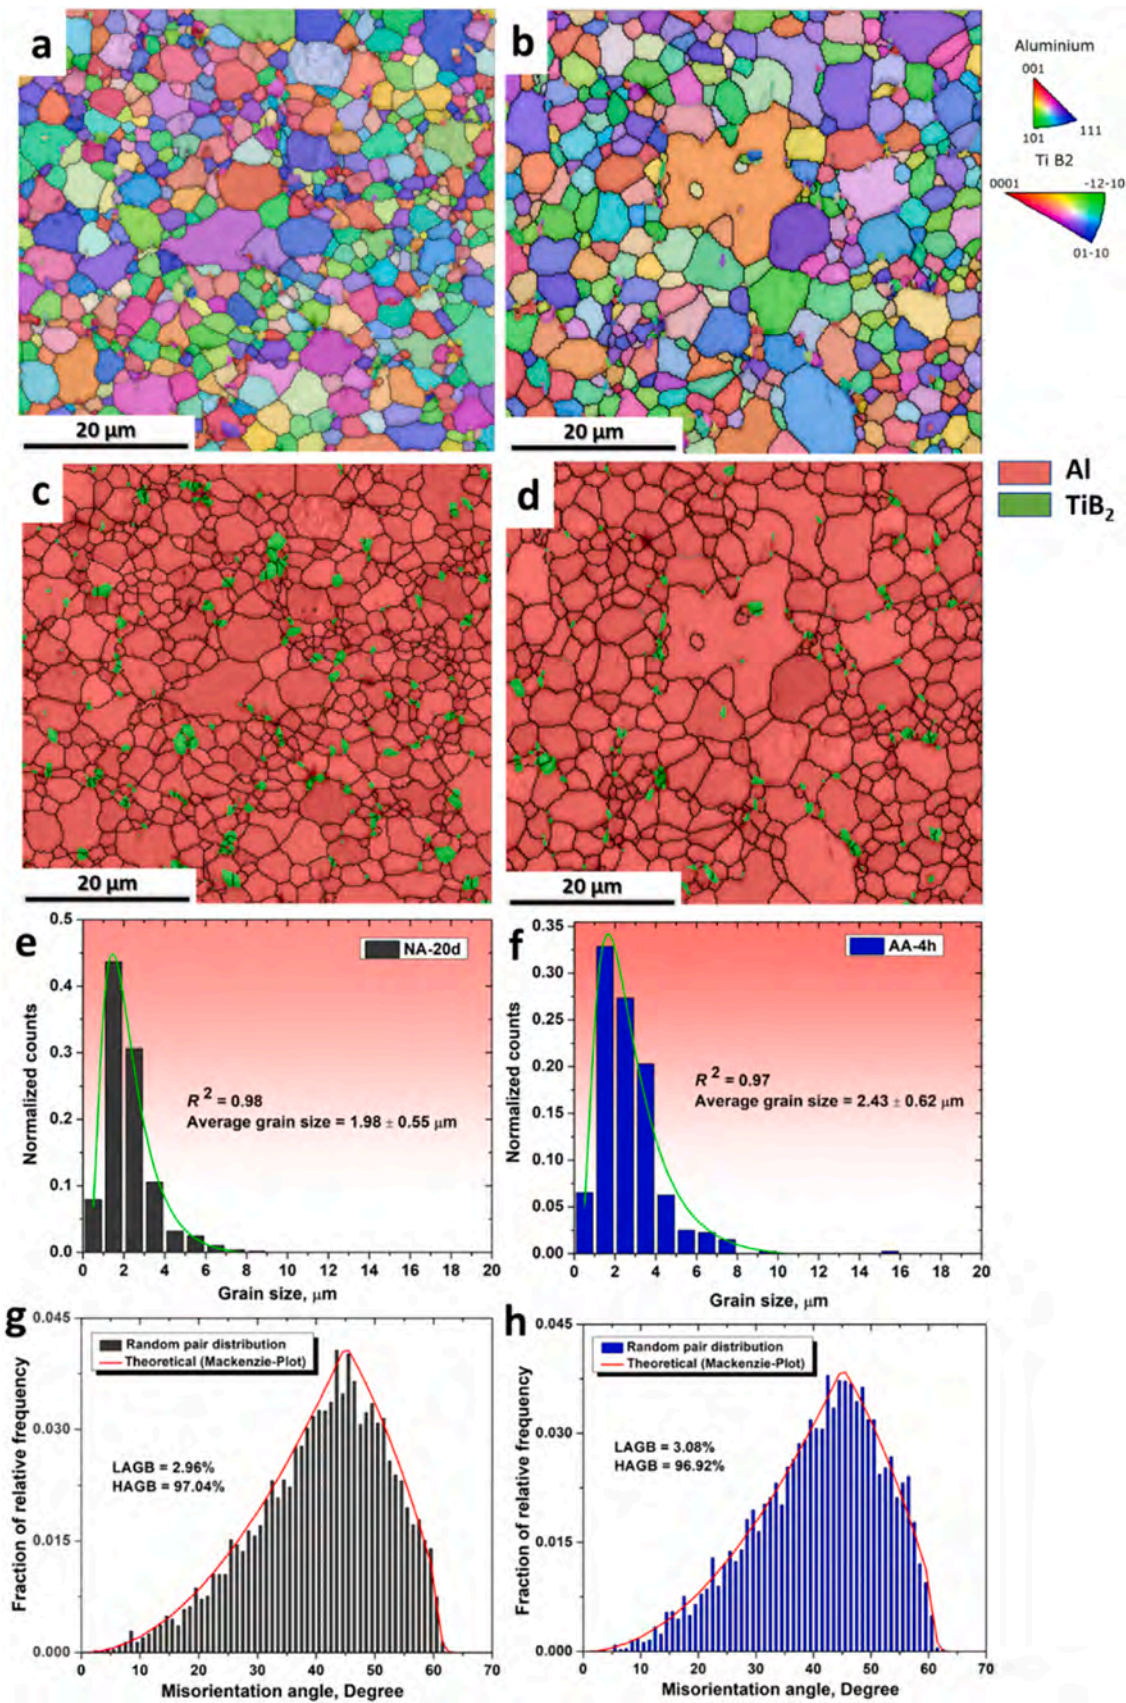 a
b
Aluminium
001
101
111
Ti B2
0001
-12-10
01-10
20 µm
20 µm
c
d
Al
TiB2
20 µm
20 µm
e
NA-20d
R 2 = 0.98
Average grain size = 1.98 ± 0.55 µm
Normalized counts
0.5
0.4
0.3
0.2
0.1
0.0
0 2 4 6 8 10 12 14 16 18 20
Grain size, µm
f
AA-4h
R 2 = 0.97
Average grain size = 2.43 ± 0.62 µm
Normalized counts
0.35
0.30
0.25
0.20
0.15
0.10
0.05
0.00
0 2 4 6 8 10 12 14 16 18 20
Grain size, µm
g
Random pair distribution
Theoretical (Mackenzie-Plot)
LAGB = 2.96%
HAGB = 97.04%
Fraction of relative frequency
0.045
0.030
0.015
0.000
0 10 20 30 40 50 60 70
Misorientation angle, Degree
h
Random pair distribution
Theoretical (Mackenzie-Plot)
LAGB = 3.08%
HAGB = 96.92%
Fraction of relative frequency
0.045
0.030
0.015
0.000
0 10 20 30 40 50 60 70
Misorientation angle, Degree